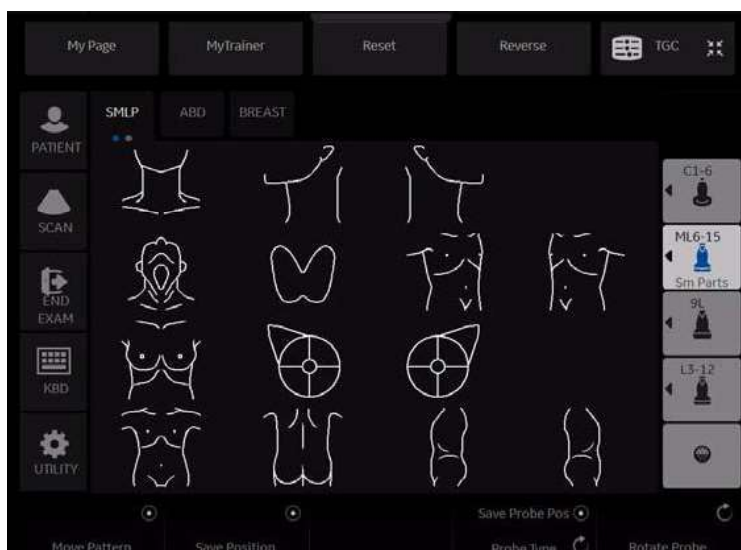 My Page
MyTrainer
Reset
Reverse
TGC
SMLP
ABD
BREAST
PATIENT
SCAN
END
EXAM
KBD
UTILITY
C1-6
ML6-15
Sm Parts
9L
L3-12
Save Probe Pos
Move Pattern
Save Position
Probe Type
Rotate Probe